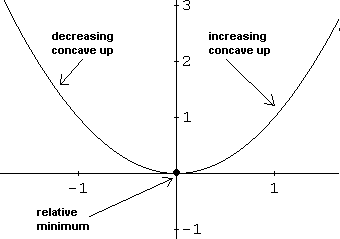 3
decreasing
concave up
increasing
concave up
2
1
-1
1
relative
minimum
-1